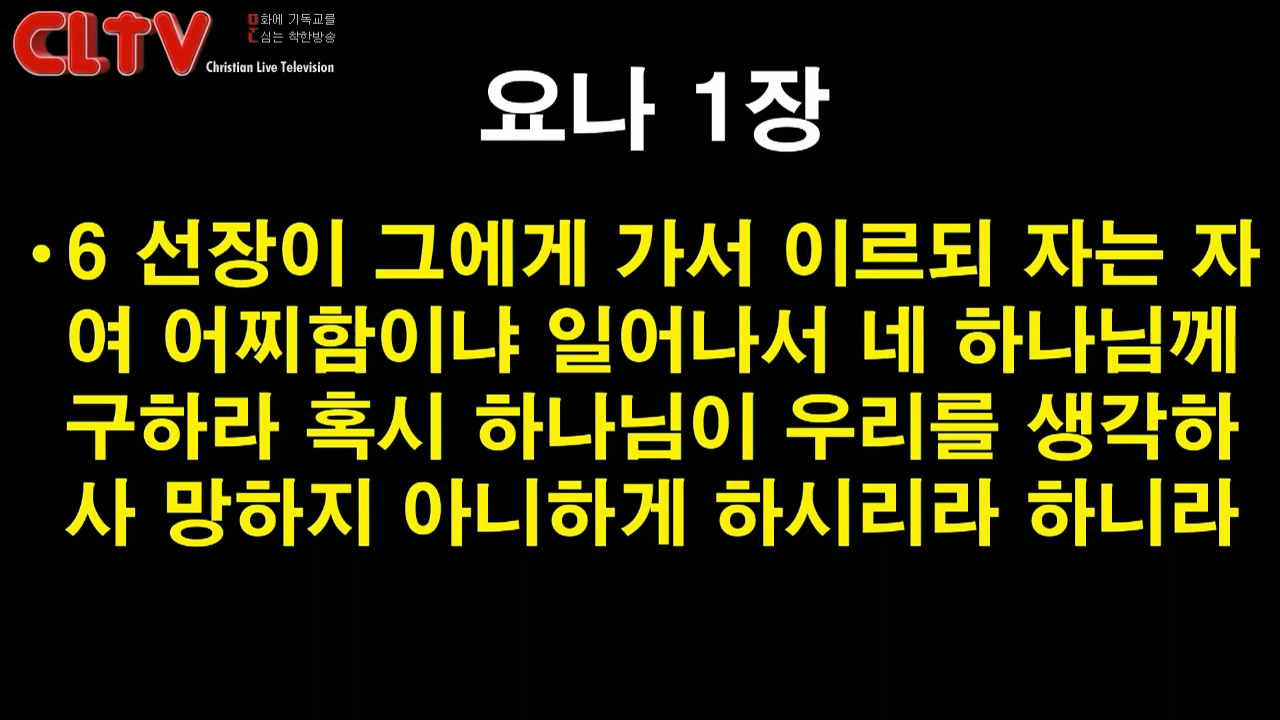 CLTV
문화에 기독교를
심는 착한방송
Christian Live Television
요나 1장
• 6 선장이 그에게 가서 이르되 자는 자
여 어찌함이냐 일어나서 네 하나님께
구하라 혹시 하나님이 우리를 생각하
사 망하지 아니하게 하시리라 하니라